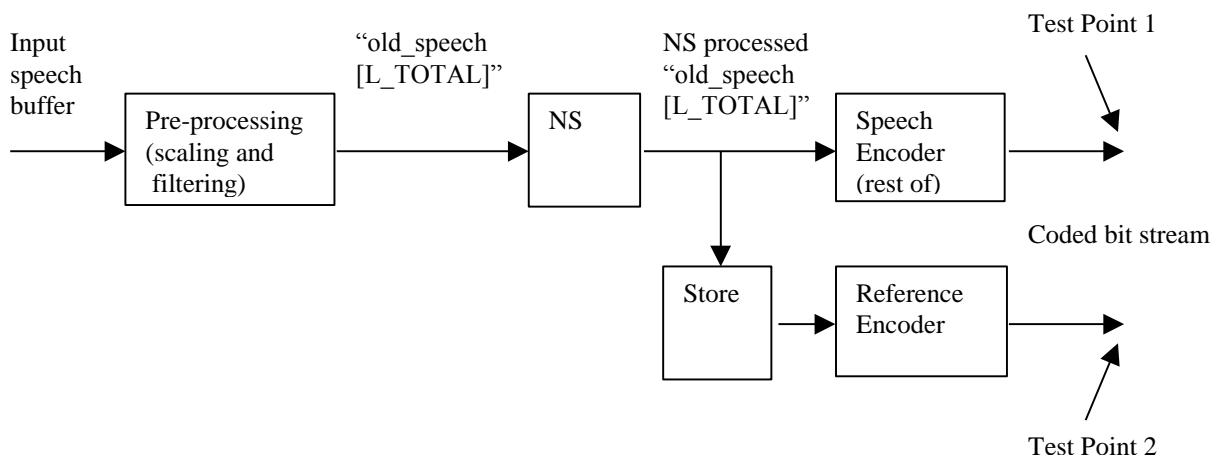 Input
speech
buffer
“old_speech
[L_TOTAL]”
NS processed
“old_speech
[L_TOTAL]”
Test Point 1
Pre-processing
(scaling and
filtering)
NS
Speech
Encoder
(rest of)
Coded bit stream
Store
Reference
Encoder
Test Point 2